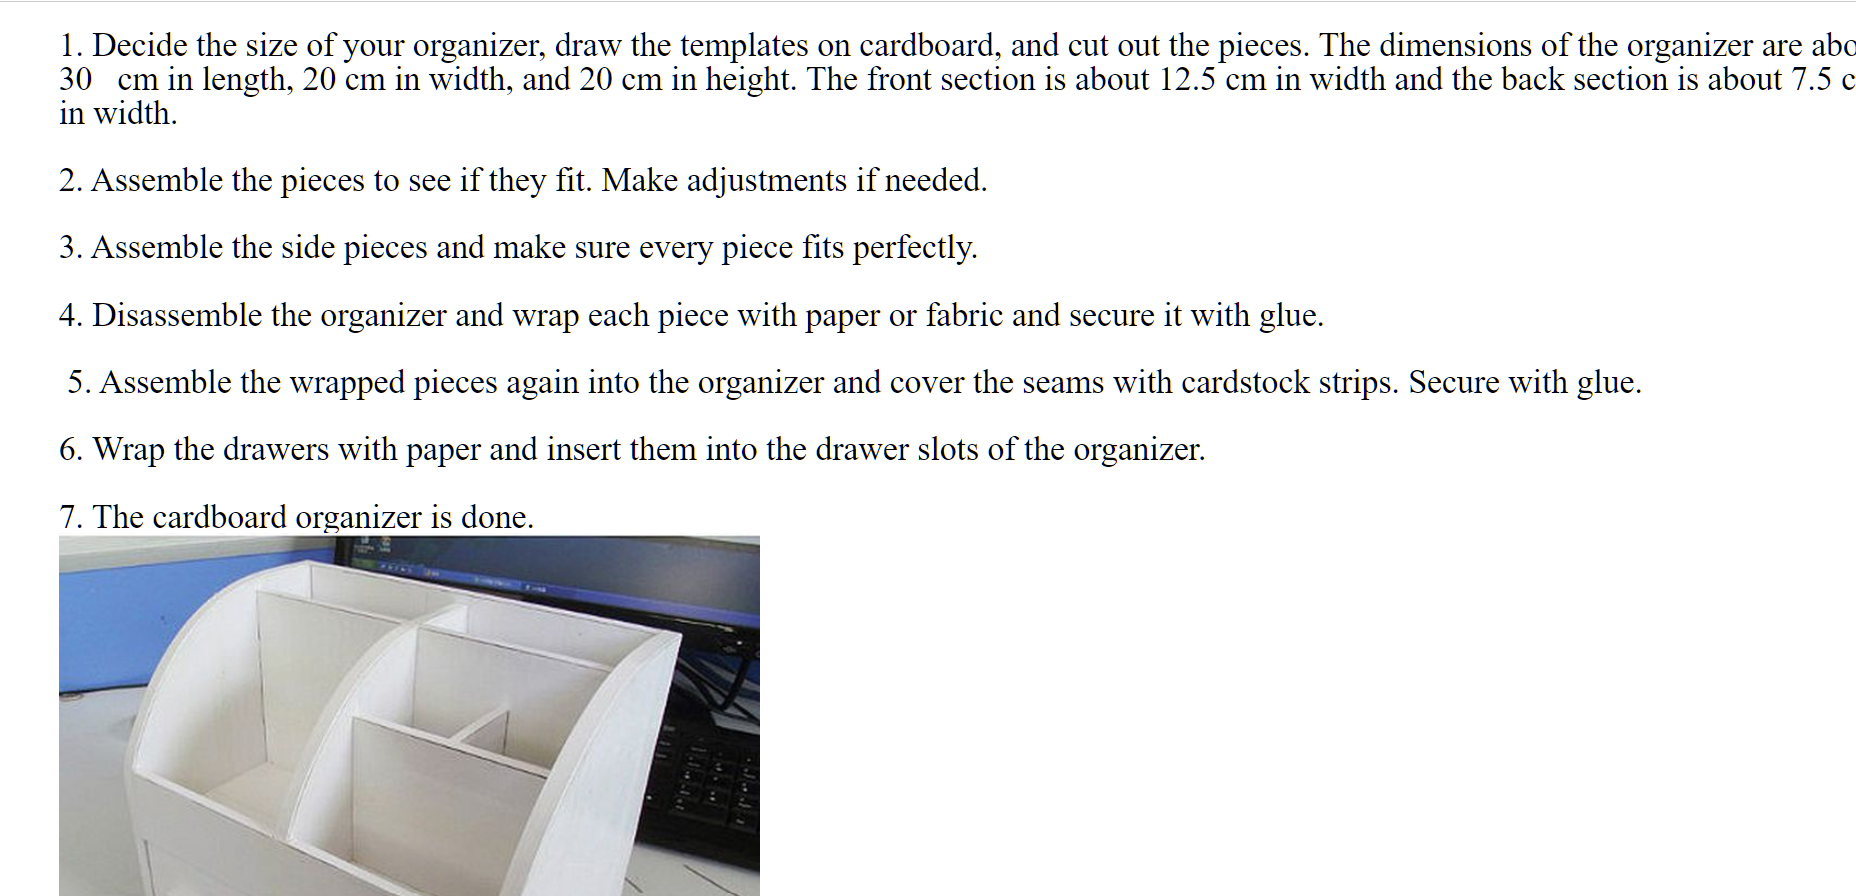 1. Decide the size of your organizer, draw the templates on cardboard, and cut out the pieces. The dimensions of the organizer are
30 cm in length, 20 cm in width, and 20 cm in height. The front section is about 12.5 cm in width and the back section is about 7.5
in width.
2. Assemble the pieces to see if they fit. Make adjustments if needed.
3. Assemble the side pieces and make sure every piece fits perfectly.
4. Disassemble the organizer and wrap each piece with paper or fabric and secure it with glue.
5. Assemble the wrapped pieces again into the organizer and cover the seams with cardstock strips. Secure with glue.
6. Wrap the drawers with paper and insert them into the drawer slots of the organizer.
7. The cardboard organizer is done.